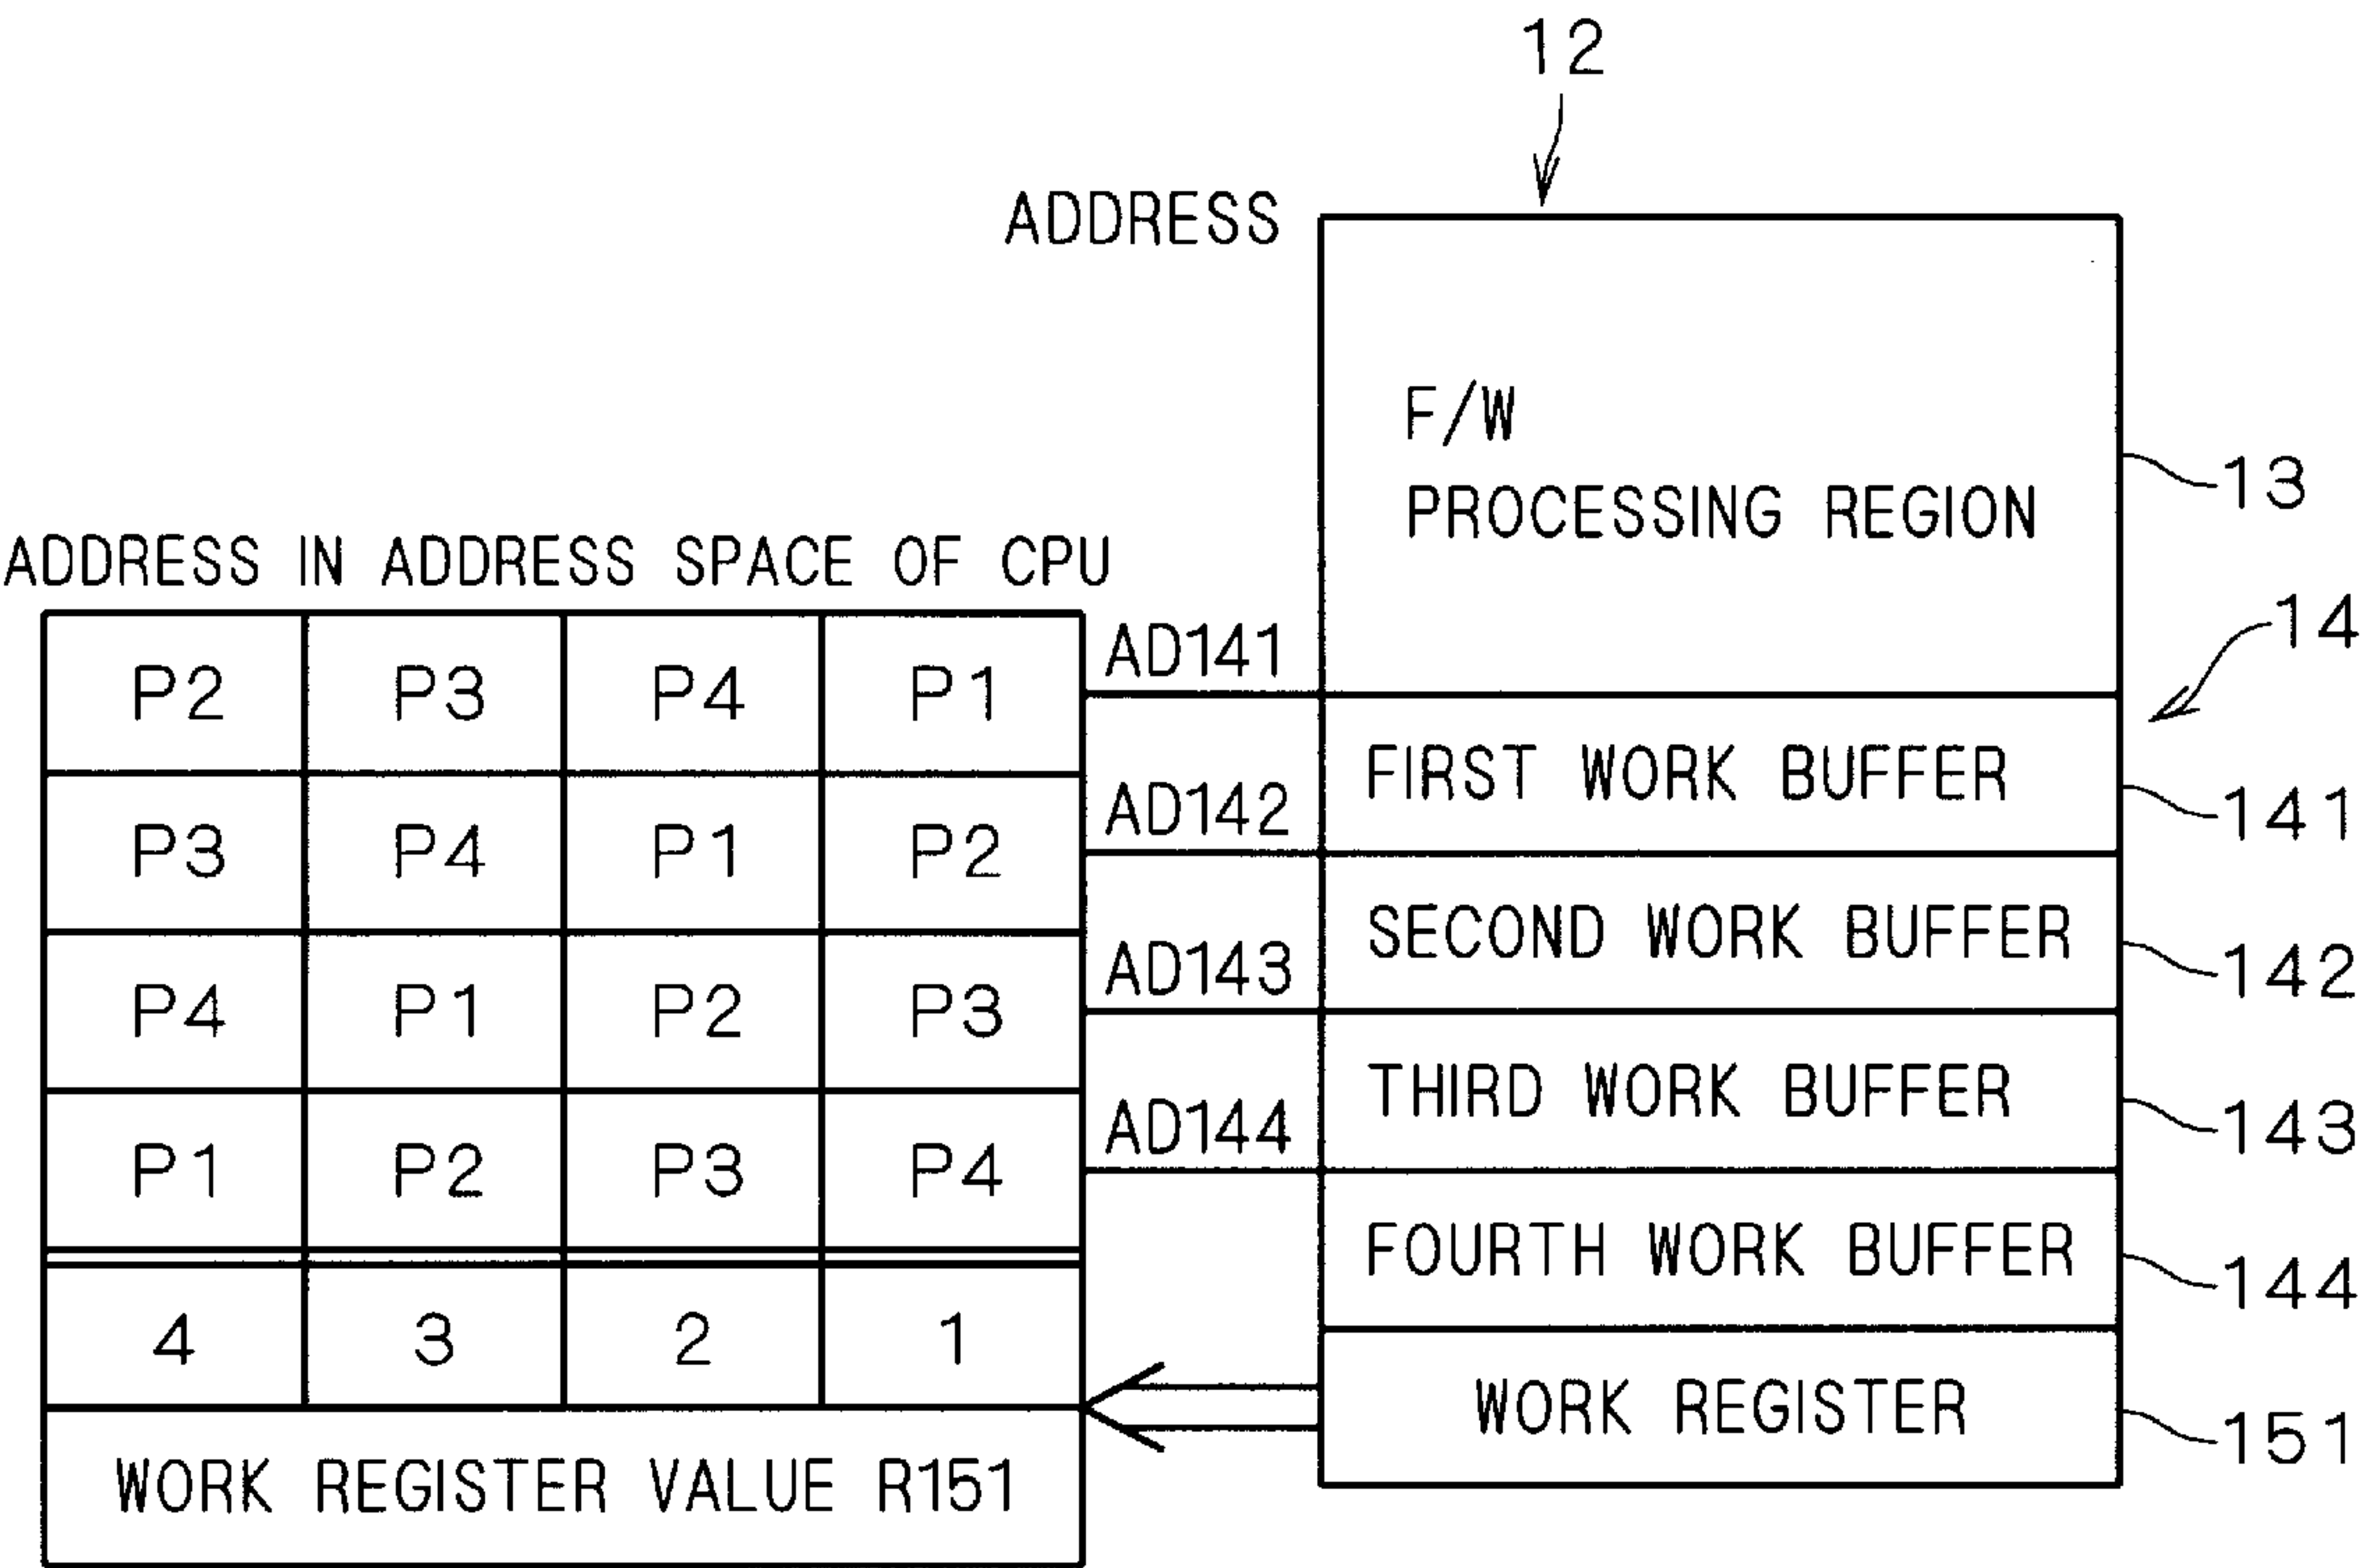 12
ADDRESS
F/W
PROCESSING REGION
13
ADDRESS IN ADDRESS SPACE OF CPU
14
P2 P3 P4 P1
AD141
FIRST WORK BUFFER
141
P3 P4 P1 P2
AD142
SECOND WORK BUFFER
142
P4 P1 P2 P3
AD143
THIRD WORK BUFFER
143
P1 P2 P3 P4
AD144
FOURTH WORK BUFFER
144
4 3 2 1
WORK REGISTER
151
WORK REGISTER VALUE R151